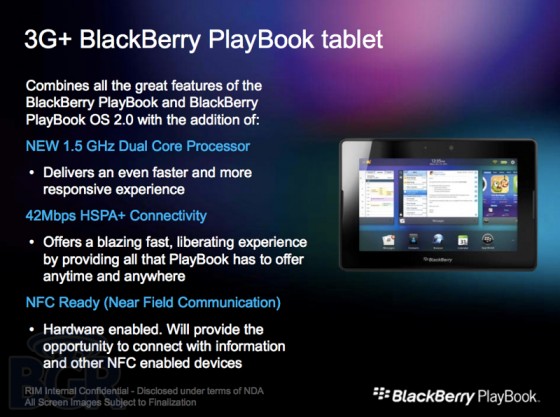 3G+ BlackBerry PlayBook tablet
Combines all the great features of the
BlackBerry PlayBook and BlackBerry
PlayBook OS 2.0 with the addition of:
NEW 1.5 GHz Dual Core Processor
• Delivers an even faster and more
responsive experience
42Mbps HSPA+ Connectivity
• Offers a blazing fast, liberating experience
by providing all that PlayBook has to offer
anytime and anywhere
NFC Ready (Near Field Communication)
• Hardware enabled. Will provide the
opportunity to connect with information
and other NFC enabled devices
BlackBerry
RIM Internal Confidential - Disclosed under terms of NDA
All Screen Images Subject to Finalization
BlackBerry PlayBook.